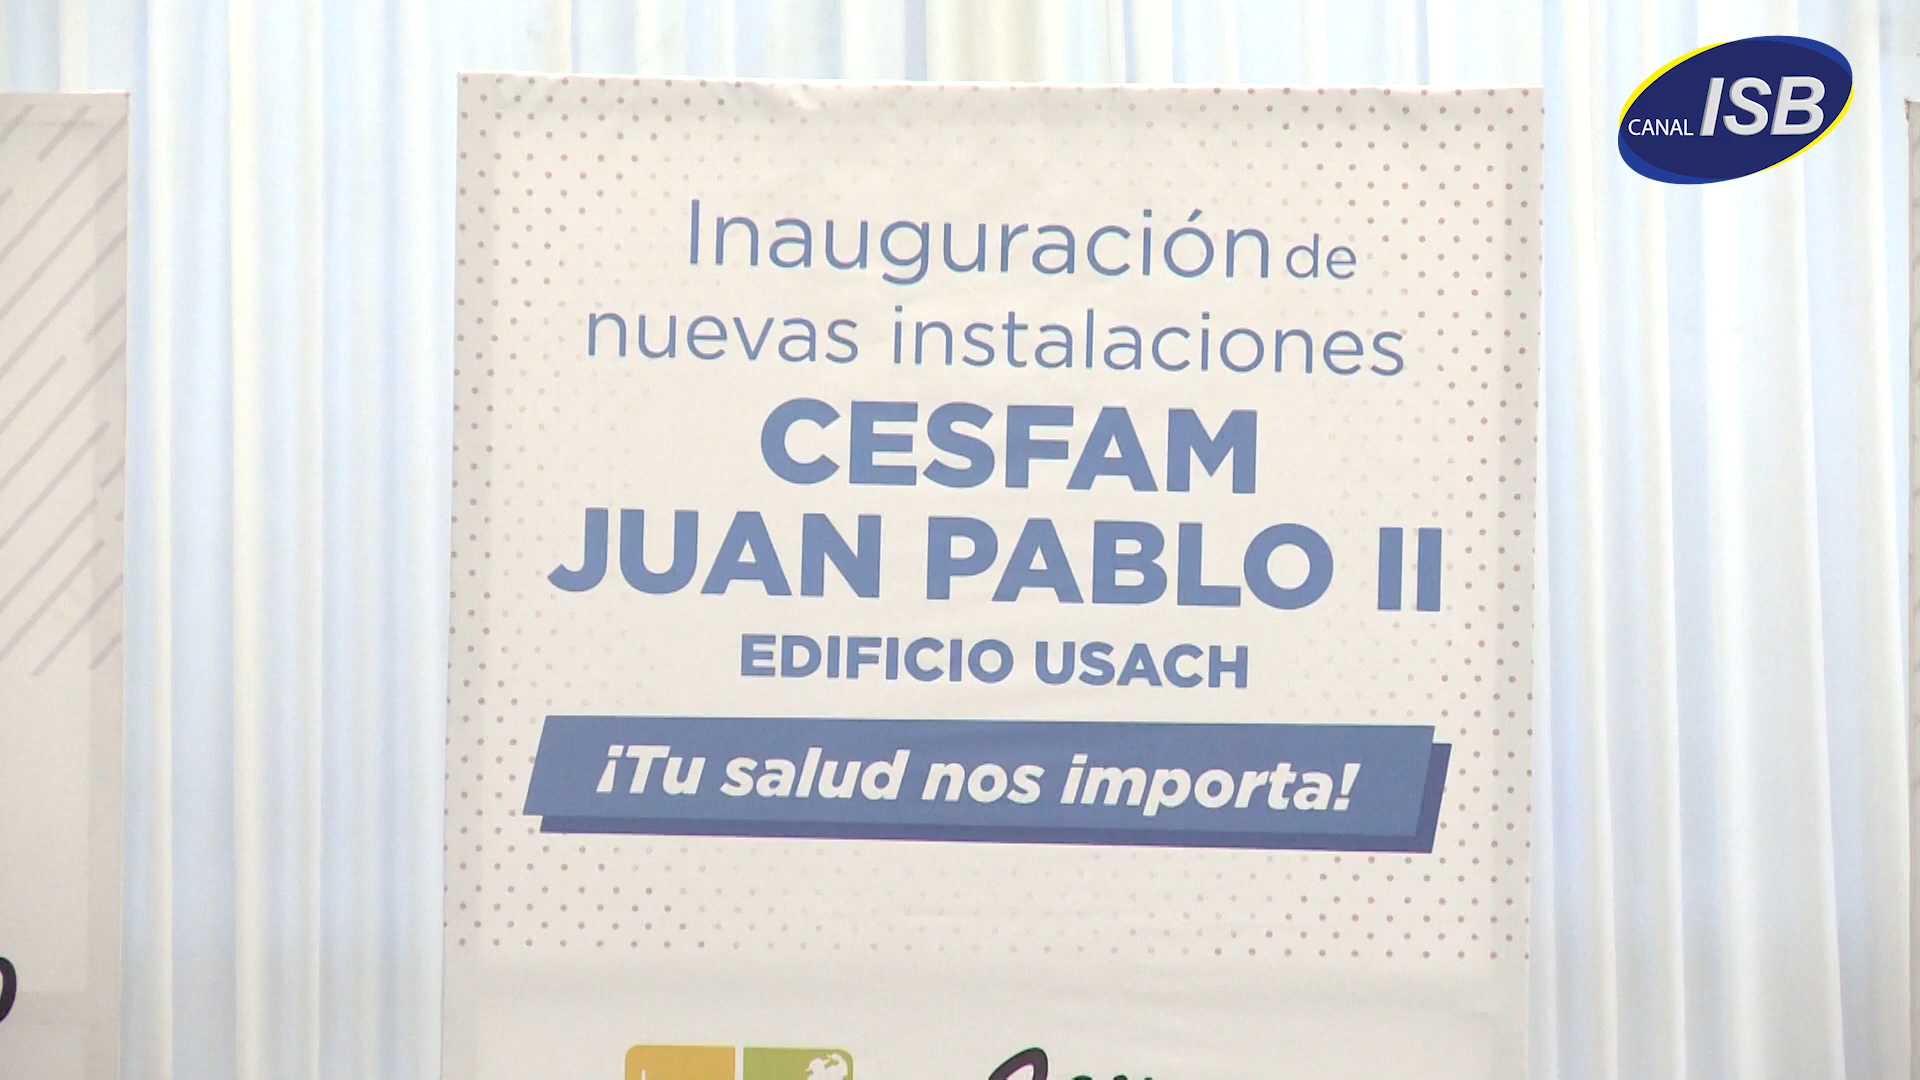 CANAL ISB
Inauguración de
nuevas instalaciones
CESFAM
JUAN PABLO II
EDIFICIO USACH
¡Tu salud nos importa!